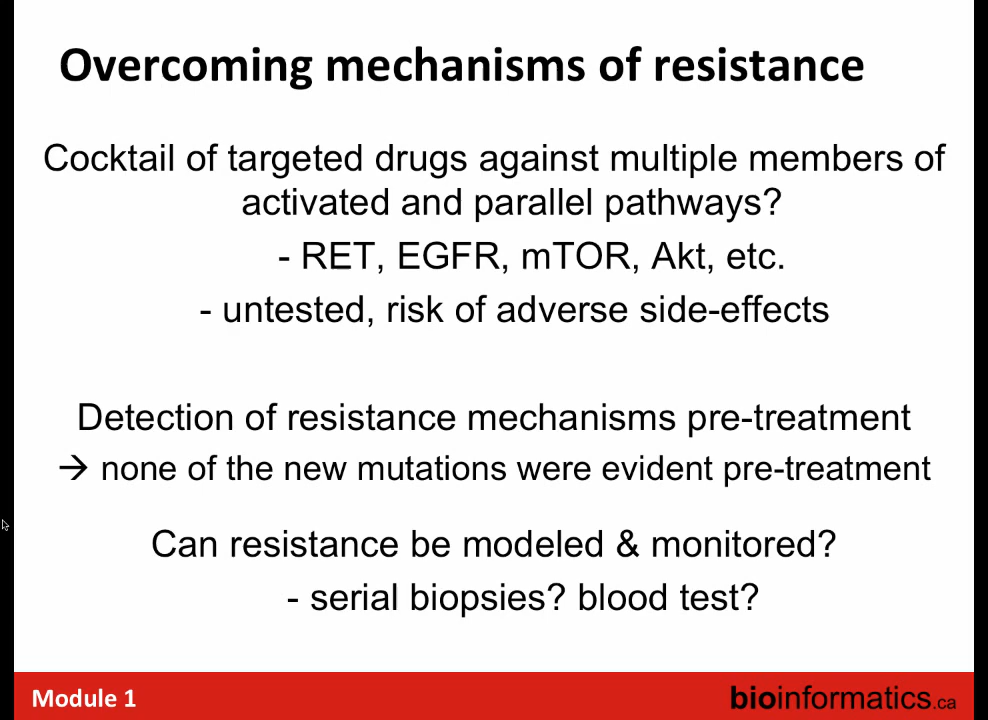 Overcoming mechanisms of resistance
Cocktail of targeted drugs against multiple members of
activated and parallel pathways?
- RET, EGFR, mTOR, Akt, etc.
- untested, risk of adverse side-effects
Detection of resistance mechanisms pre-treatment
→ none of the new mutations were evident pre-treatment
Can resistance be modeled & monitored?
- serial biopsies? blood test?
Module 1
bioinformatics.ca